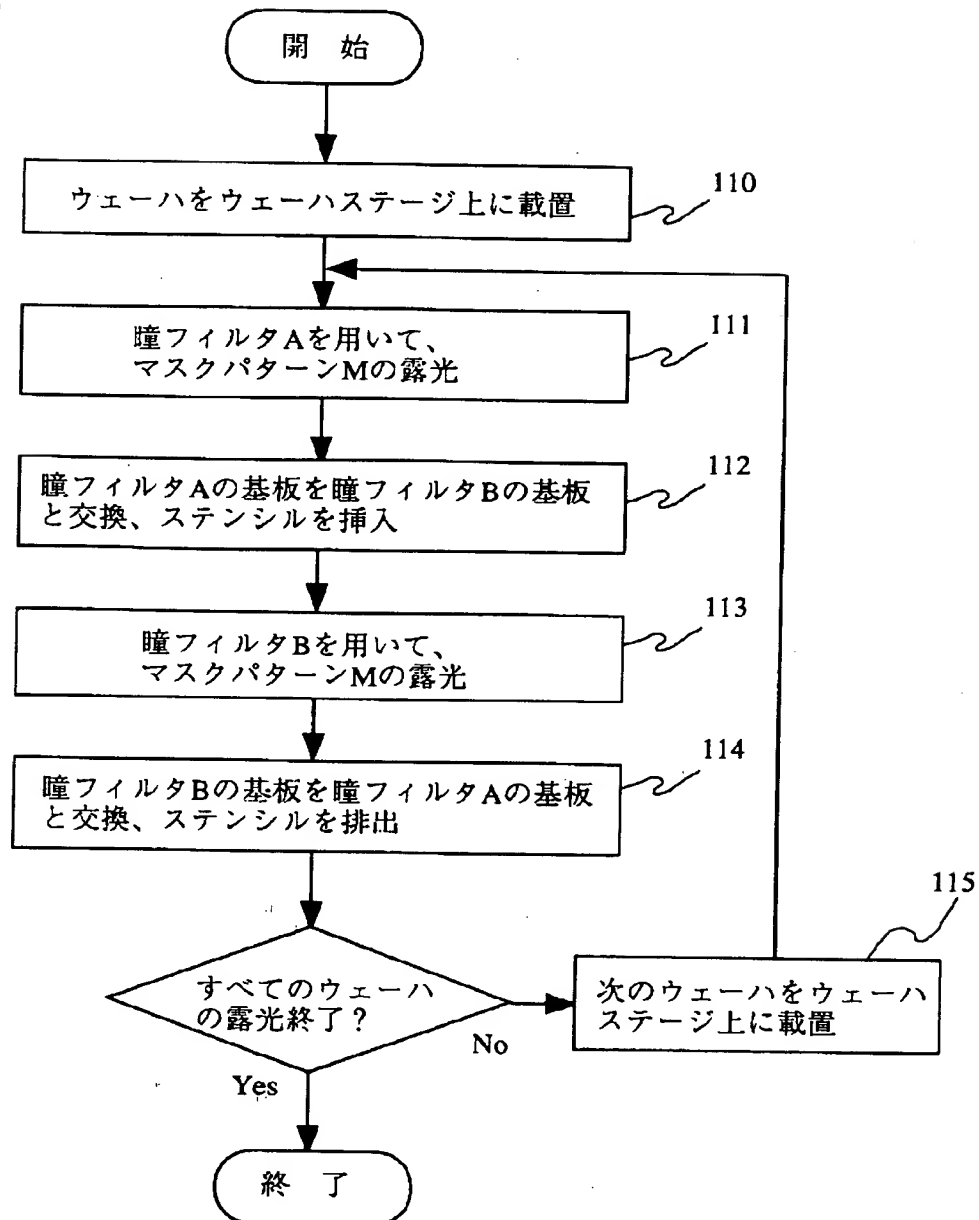 開 始
ウェーハをウェーハステージ上に載置
110
瞳フィルタAを用いて、
マスクパターンMの露光
111
瞳フィルタAの基板を瞳フィルタBの基板
と交換、ステンシルを挿入
112
瞳フィルタBを用いて、
マスクパターンMの露光
113
瞳フィルタBの基板を瞳フィルタAの基板
と交換、ステンシルを排出
114
すべてのウェーハ
の露光終了?
No
Yes
次のウェーハをウェーハ
ステージ上に載置
115
終 了